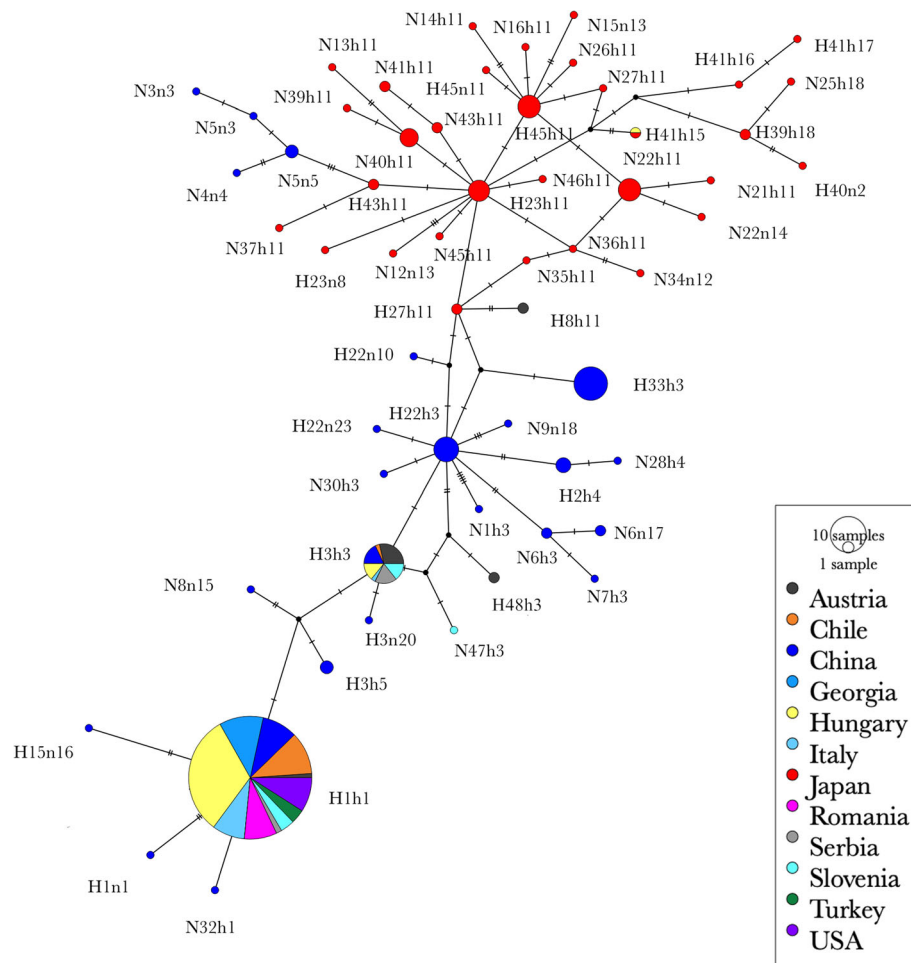 N14h11
N16h11
N15n13
N13h11
N26h11
H41h17
H41h16
N41h11
N27h11
H45n11
N25h18
N3n3
N39h11
N43h11
H45h11
H41h15
H39h18
N5n3
N40h11
N22h11
N46h11
N21h11
H40n2
N4n4
N5n5
H43h11
H23h11
N22n14
N37h11
N45h11
N36h11
N12n13
N35h11
N34n12
H23n8
H27h11
H8h11
H22n10
H33h3
H22h3
H22n23
N9n18
N28h4
N30h3
H2h4
N1h3
N6n17
N6h3
H3h3
N7h3
N8n15
H48h3
H3n20
N47h3
H3h5
H15n16
H1h1
H1n1
N32h1
10 samples
1 sample
Austria
Chile
China
Georgia
Hungary
Italy
Japan
Romania
Serbia
Slovenia
Turkey
USA